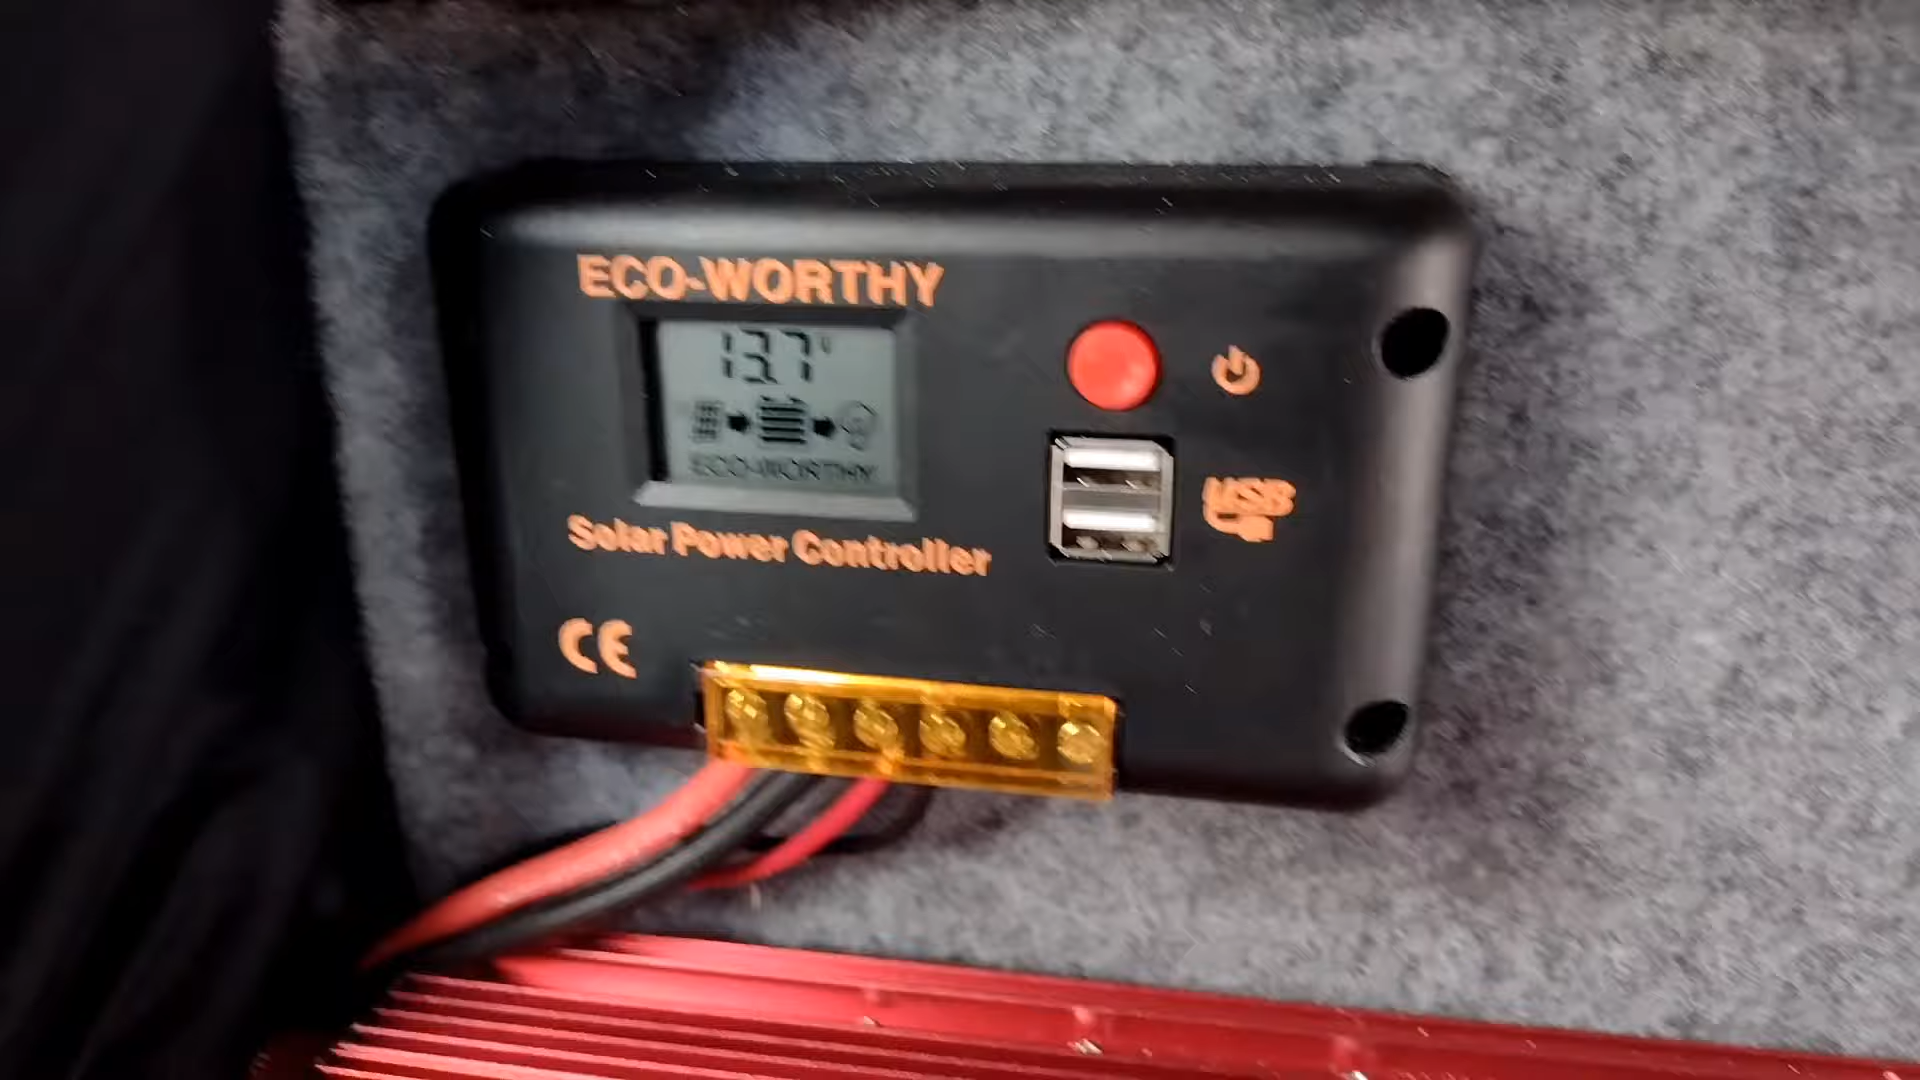 ECO-WORTHY
13.7 V
ECO-WORTHY
Solar Power Controller
USB
CE